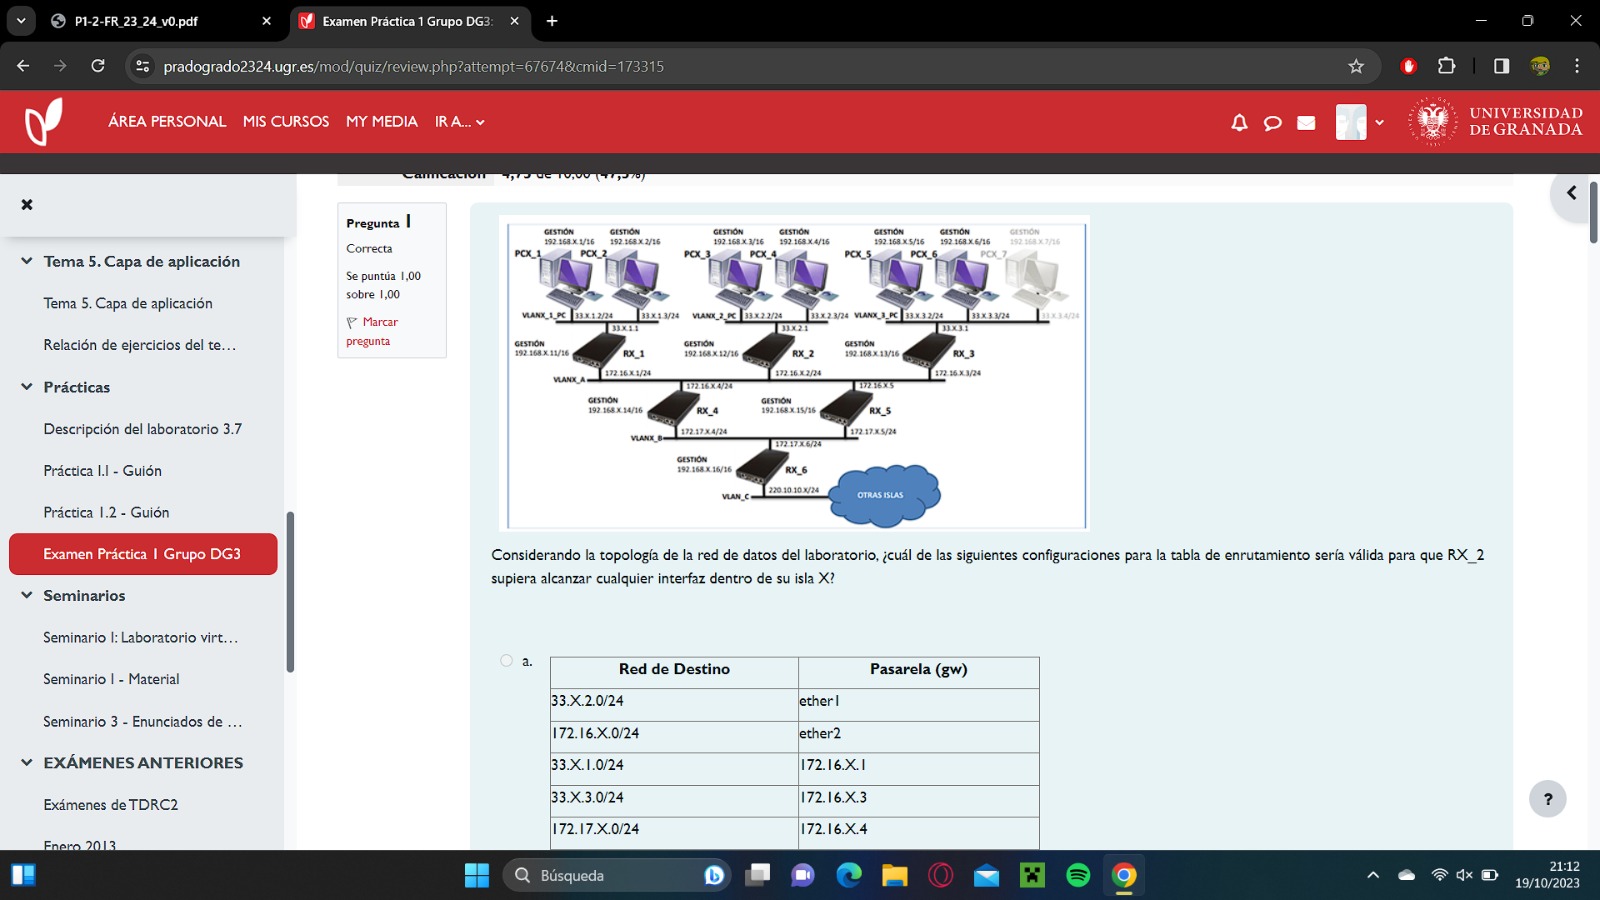 P1-2-FR_23_24_v0.pdf
Examen Práctica 1 Grupo DG3:
pradogrado2324.ugr.es/mod/quiz/review.php?attempt=67674&cmid=173315
ÁREA PERSONAL MIS CURSOS MY MEDIA IR A...
UNIVERSIDAD
DE GRANADA
Calificación 4,75 de 10,00 (47,5%)
Tema 5. Capa de aplicación
Tema 5. Capa de aplicación
Relación de ejercicios del te...
Prácticas
Descripción del laboratorio 3.7
Práctica 1.1 - Guión
Práctica 1.2 - Guión
Examen Práctica 1 Grupo DG3
Seminarios
Seminario I: Laboratorio virt...
Seminario I - Material
Seminario 3 - Enunciados de ...
EXÁMENES ANTERIORES
Exámenes de TDRC2
Enero 2013
Pregunta 1
Correcta
Se puntúa 1,00
sobre 1,00
Marcar
pregunta
GESTIÓN GESTIÓN GESTIÓN GESTIÓN GESTIÓN GESTIÓN GESTIÓN
192.168.X.1/16 192.168.X.2/16 192.168.X.3/16 192.168.X.4/16 192.168.X.5/16 192.168.X.6/16 192.168.X.7/16
PCX_1 PCX_2 PCX_3 PCX_4 PCX_5 PCX_6 PCX_7
VLANX_1_PC 33.X.1.2/24 33.X.1.3/24 VLANX_2_PC 33.X.2.2/24 33.X.2.3/24 VLANX_3_PC 33.X.3.2/24 33.X.3.3/24 33.X.3.4/24
33.X.1.1 33.X.2.1 33.X.3.1
GESTIÓN GESTIÓN GESTIÓN
192.168.X.11/16 RX_1 192.168.X.12/16 RX_2 192.168.X.13/16 RX_3
172.16.X.1/24 172.16.X.2/24 172.16.X.3/24
VLANX_A
172.16.X.4/24 172.16.X.5
GESTIÓN GESTIÓN
192.168.X.14/16 RX_4 192.168.X.15/16 RX_5
172.17.X.4/24 172.17.X.5/24
VLANX_B
172.17.X.6/24
GESTIÓN
192.168.X.16/16 RX_6
220.10.10.X/24
VLAN_C
OTRAS ISLAS
Considerando la topología de la red de datos del laboratorio, ¿cuál de las siguientes configuraciones para la tabla de enrutamiento sería válida para que RX_2
supiera alcanzar cualquier interfaz dentro de su isla X?
a.
Red de Destino Pasarela (gw)
33.X.2.0/24 ether1
172.16.X.0/24 ether2
33.X.1.0/24 172.16.X.1
33.X.3.0/24 172.16.X.3
172.17.X.0/24 172.16.X.4
?
Búsqueda
21:12
19/10/2023